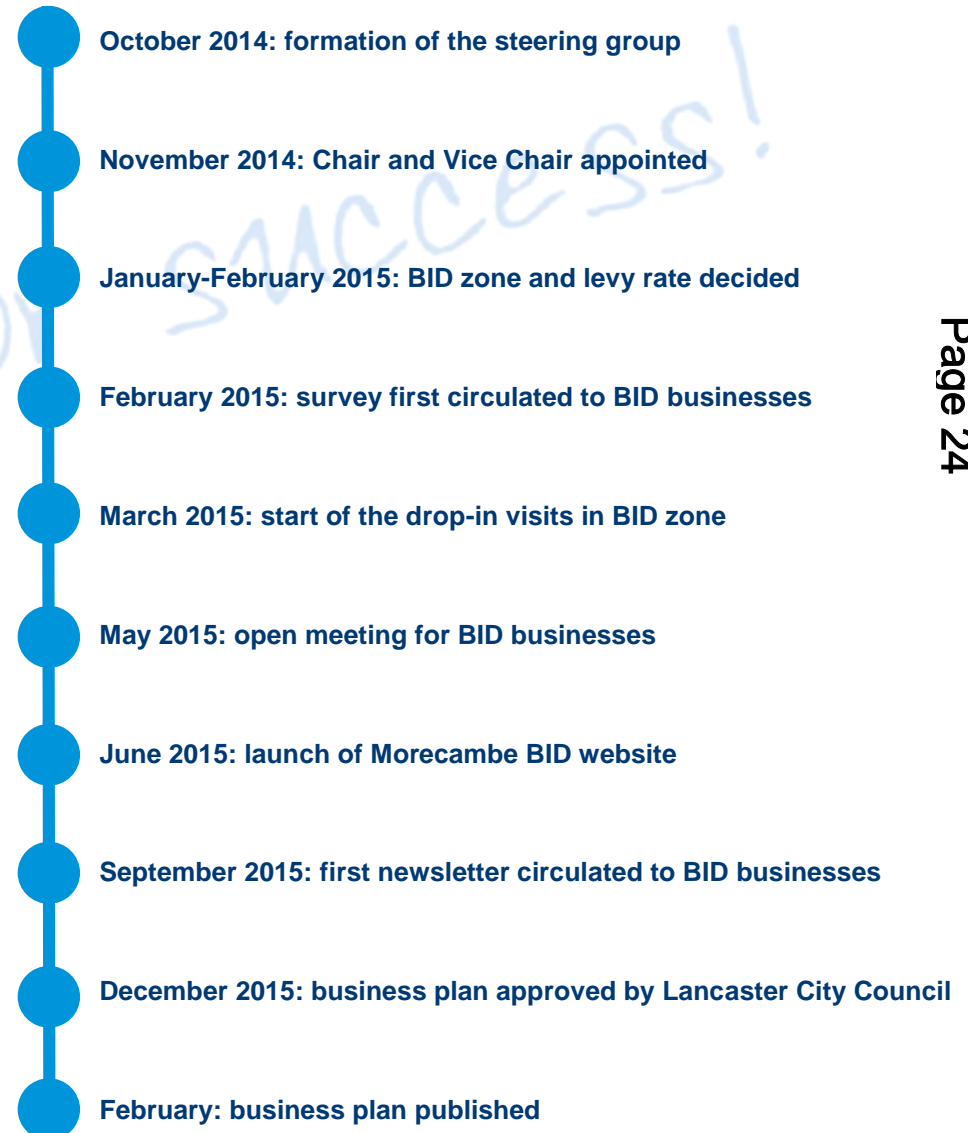 October 2014: formation of the steering group
November 2014: Chair and Vice Chair appointed
success!
January-February 2015: BID zone and levy rate decided
February 2015: survey first circulated to BID businesses
March 2015: start of the drop-in visits in BID zone
May 2015: open meeting for BID businesses
June 2015: launch of Morecambe BID website
September 2015: first newsletter circulated to BID businesses
December 2015: business plan approved by Lancaster City Council
February: business plan published
Page 24